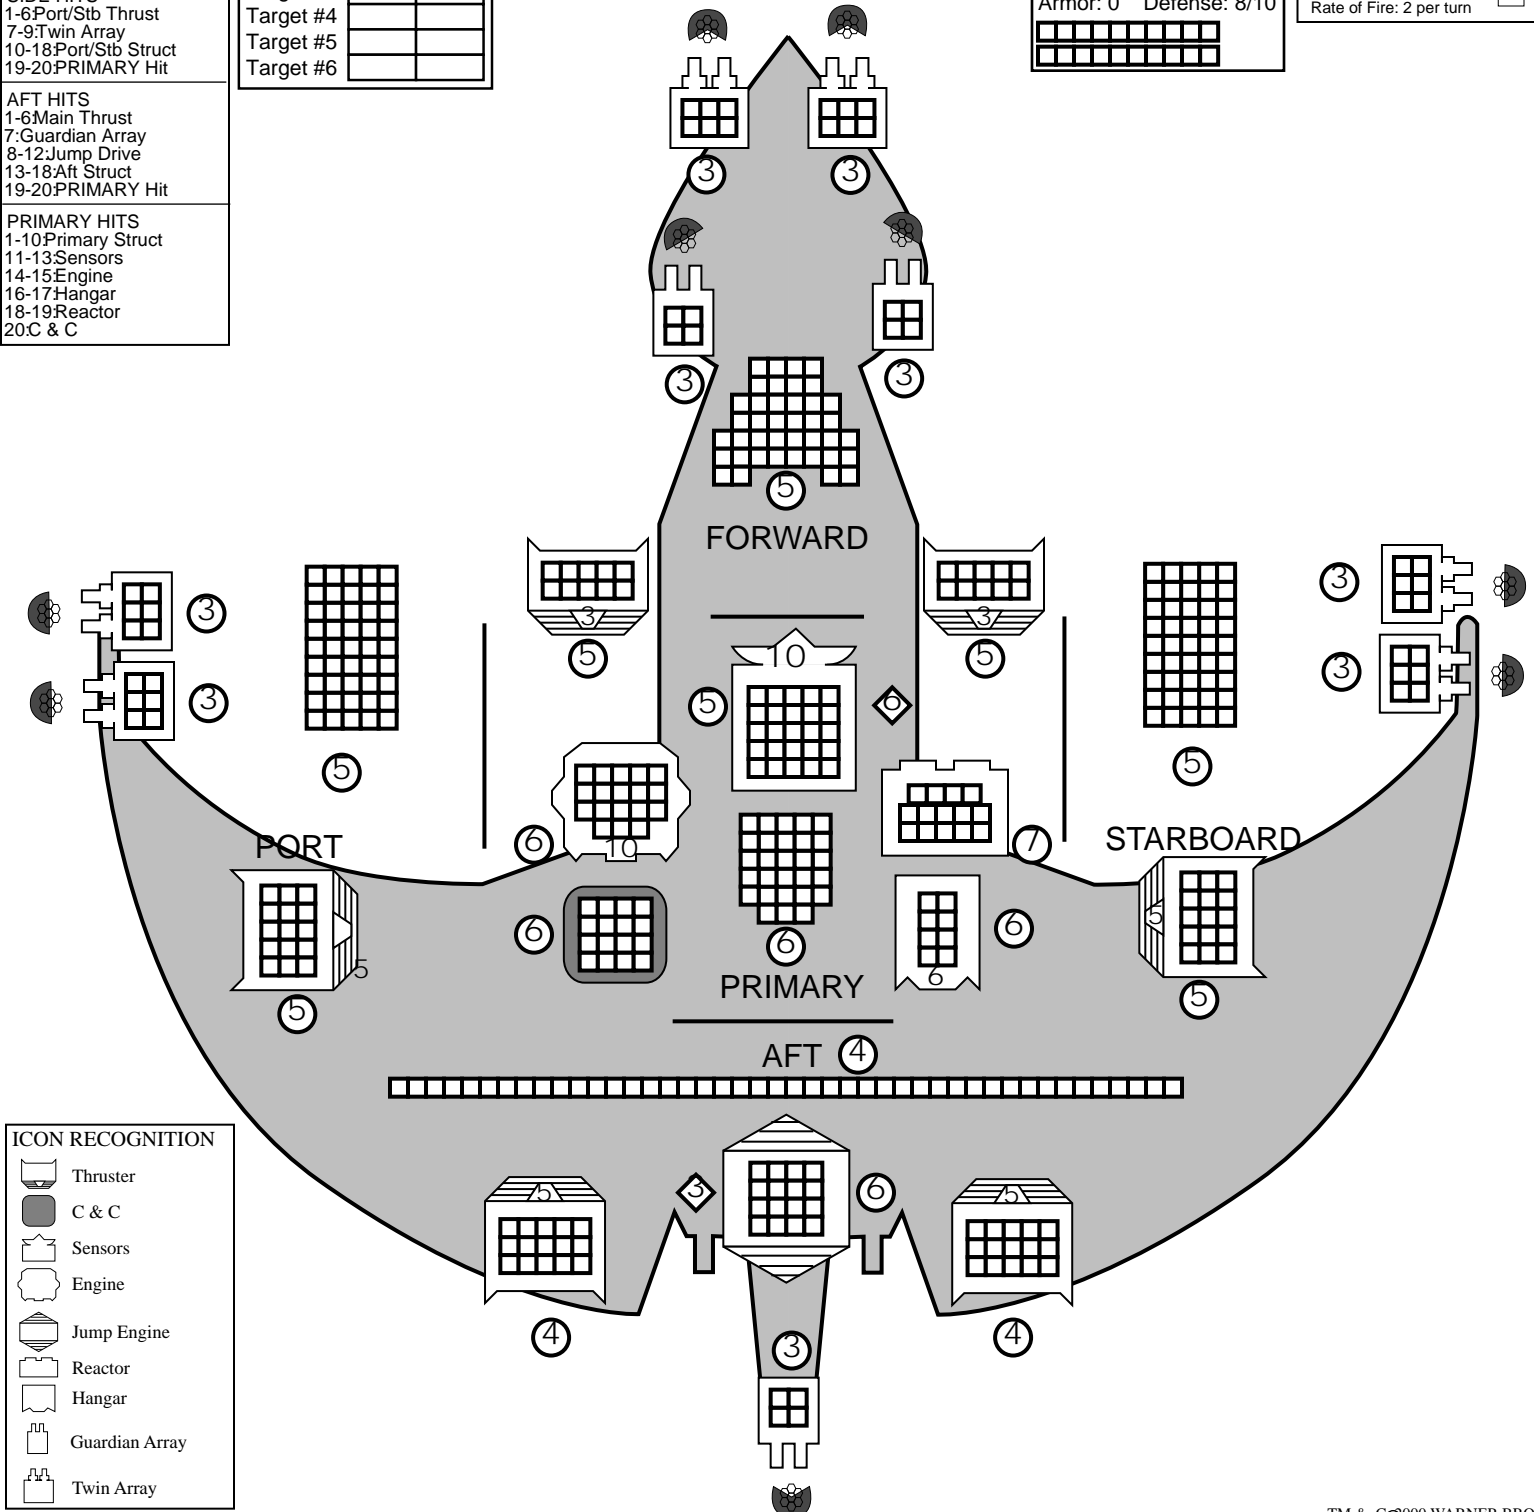 1-6:Port/Stb Thrust
7-9:Twin Array
10-18:Port/Stb Struct
19-20:PRIMARY Hit
AFT HITS
1-6:Main Thrust
7:Guardian Array
8-12:Jump Drive
13-18:Aft Struct
19-20:PRIMARY Hit
PRIMARY HITS
1-10:Primary Struct
11-13:Sensors
14-15:Engine
16-17:Hangar
18-19:Reactor
20:C & C
Target #4
Target #5
Target #6
Armor: 0 Defense: 8/10
Rate of Fire: 2 per turn
3
3
3
3
5
FORWARD
3
3
5
5
3
3
5
5
3
3
5
5
10
6
10
6
7
PORT
STARBOARD
5
5
5
5
6
6
6
6
PRIMARY
AFT
4
5
4
3
6
5
4
3
ICON RECOGNITION
Thruster
C & C
Sensors
Engine
Jump Engine
Reactor
Hangar
Guardian Array
Twin Array